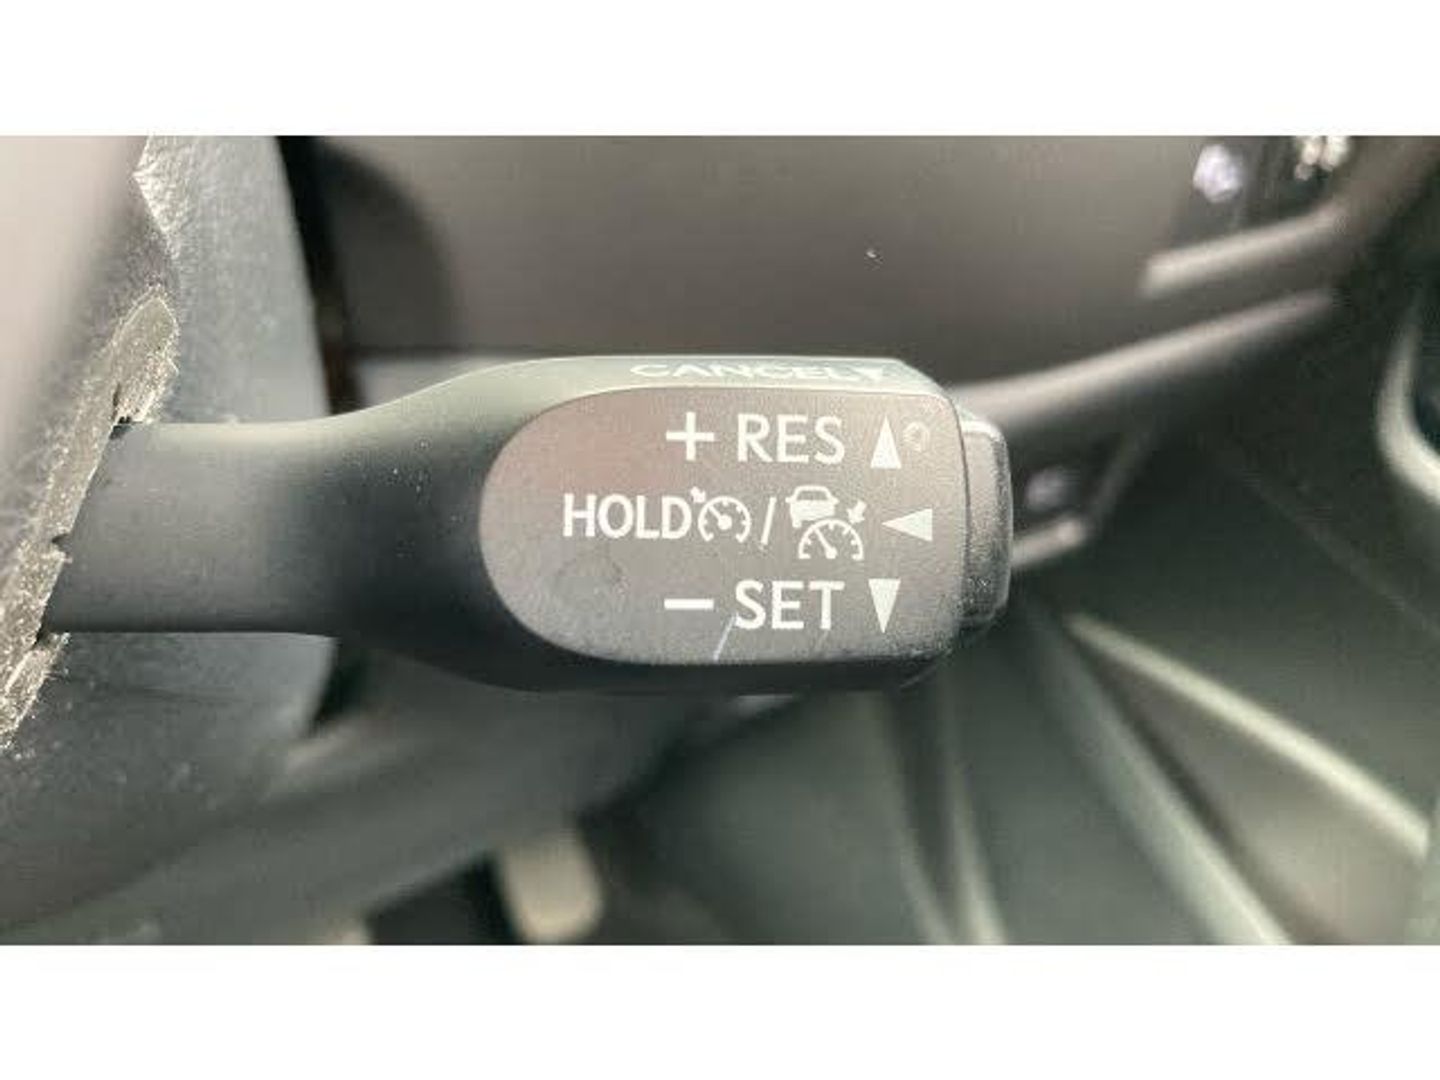 CANCEL
+ RES
HOLD /
− SET